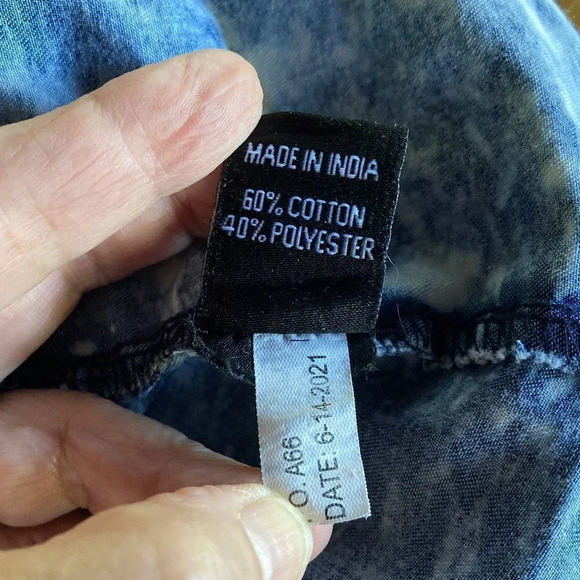 MADE IN INDIA
60% COTTON
40% POLYESTER
O. A66
DATE: 6-14-2021